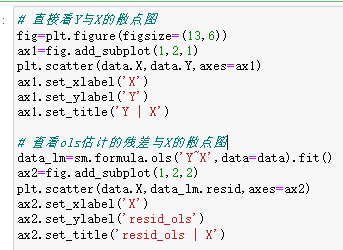 :
# 直接看Y与X的散点图
fig=plt.figure(figsize=(13,6))
ax1=fig.add_subplot(1,2,1)
plt.scatter(data.X,data.Y,axes=ax1)
ax1.set_xlabel('X')
ax1.set_ylabel('Y')
ax1.set_title('Y | X')

# 查看ols估计的残差与X的散点图
data_lm=sm.formula.ols('Y~X',data=data).fit()
ax2=fig.add_subplot(1,2,2)
plt.scatter(data.X,data_lm.resid,axes=ax2)
ax2.set_xlabel('X')
ax2.set_ylabel('resid_ols')
ax2.set_title('resid_ols | X')